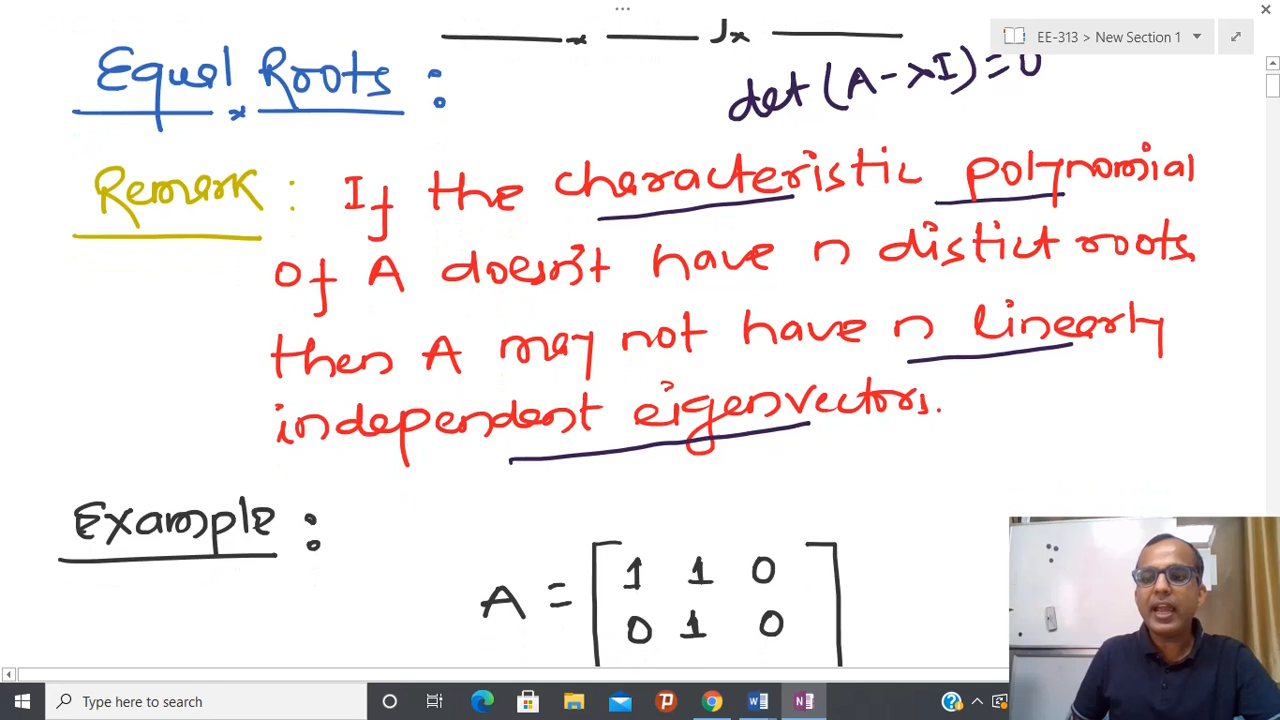 EE-313 > New Section 1
Equal Roots :
det (A - λI) = 0
Remark : If the characteristic polynomial
of A doesn't have n distict roots
then A may not have n linearly
independent eigenvectors.
Example :
A = [ 1 1 0
0 1 0
Type here to search